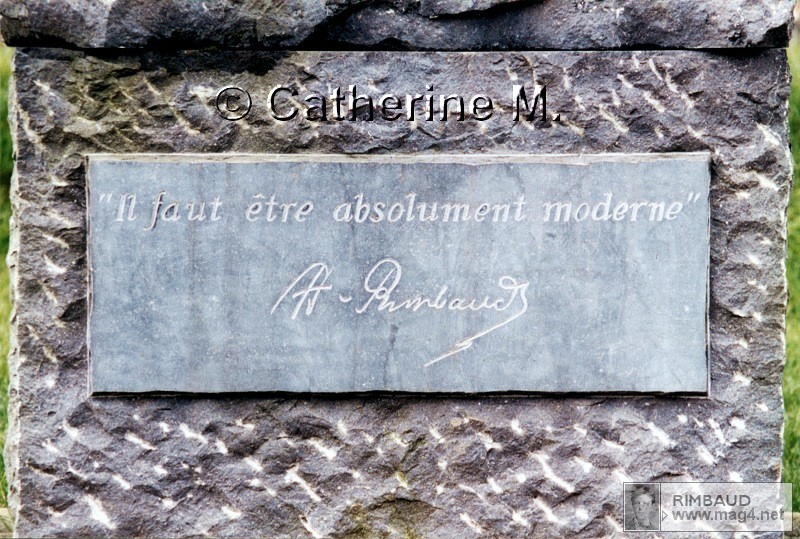 © Catherine M.
"Il faut être absolument moderne"
A - Rimbaud
RIMBAUD
www.mag4.net